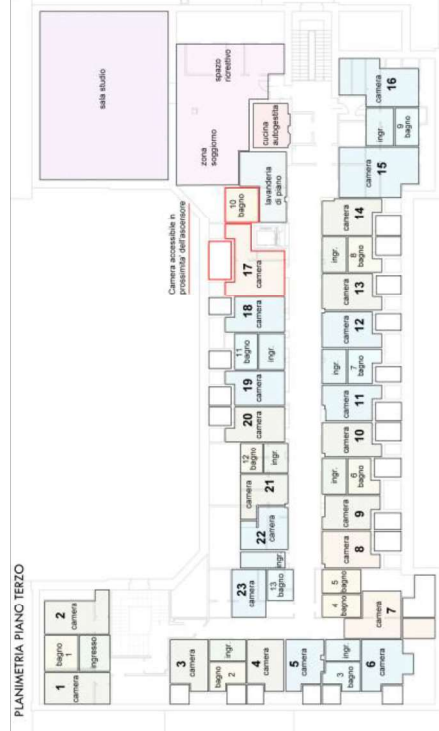 PLANIMETRIA PIANO TERZO
sala studio
spazio
ricreativo
zona
soggiorno
cucina
autogestita
lavanderia
di piano
Camera accessibile in
prossimita' dell'ascensore
10
bagno
17
camera
18
camera
11
bagno
ingr.
19
camera
20
camera
12
bagno
ingr.
camera
21
22
camera
ingr.
23
camera
13
bagno
camera
16
ingr.
9
bagno
camera
15
camera
14
ingr.
8
bagno
camera
13
camera
12
ingr.
7
bagno
camera
11
camera
10
ingr.
6
bagno
camera
9
camera
8
5
bagno
4
bagno
camera
7
1
camera
bagno
1
ingresso
2
camera
3
camera
ingr.
bagno
2
4
camera
5
camera
ingr.
3
bagno
6
camera